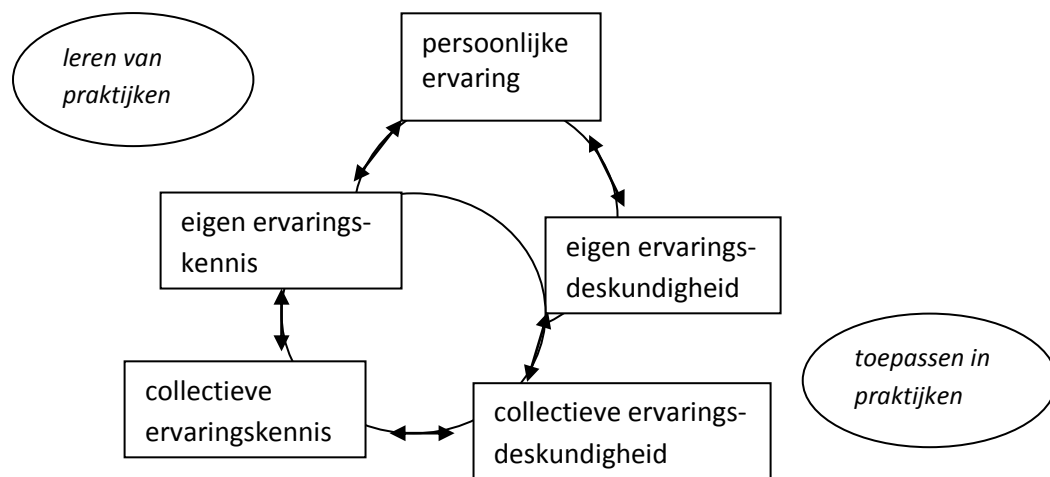 leren van
praktijken
persoonlijke
ervaring
eigen ervarings-
kennis
eigen ervarings-
deskundigheid
collectieve
ervaringskennis
collectieve ervarings-
deskundigheid
toepassen in
praktijken